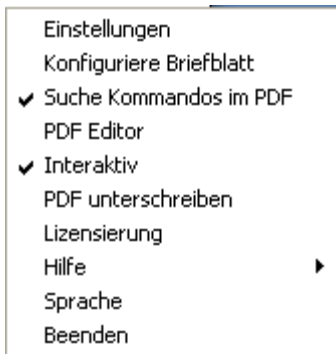 Einstellungen
Konfiguriere Briefblatt
Suche Kommandos im PDF
PDF Editor
Interaktiv
PDF unterschreiben
Lizensierung
Hilfe
Sprache
Beenden